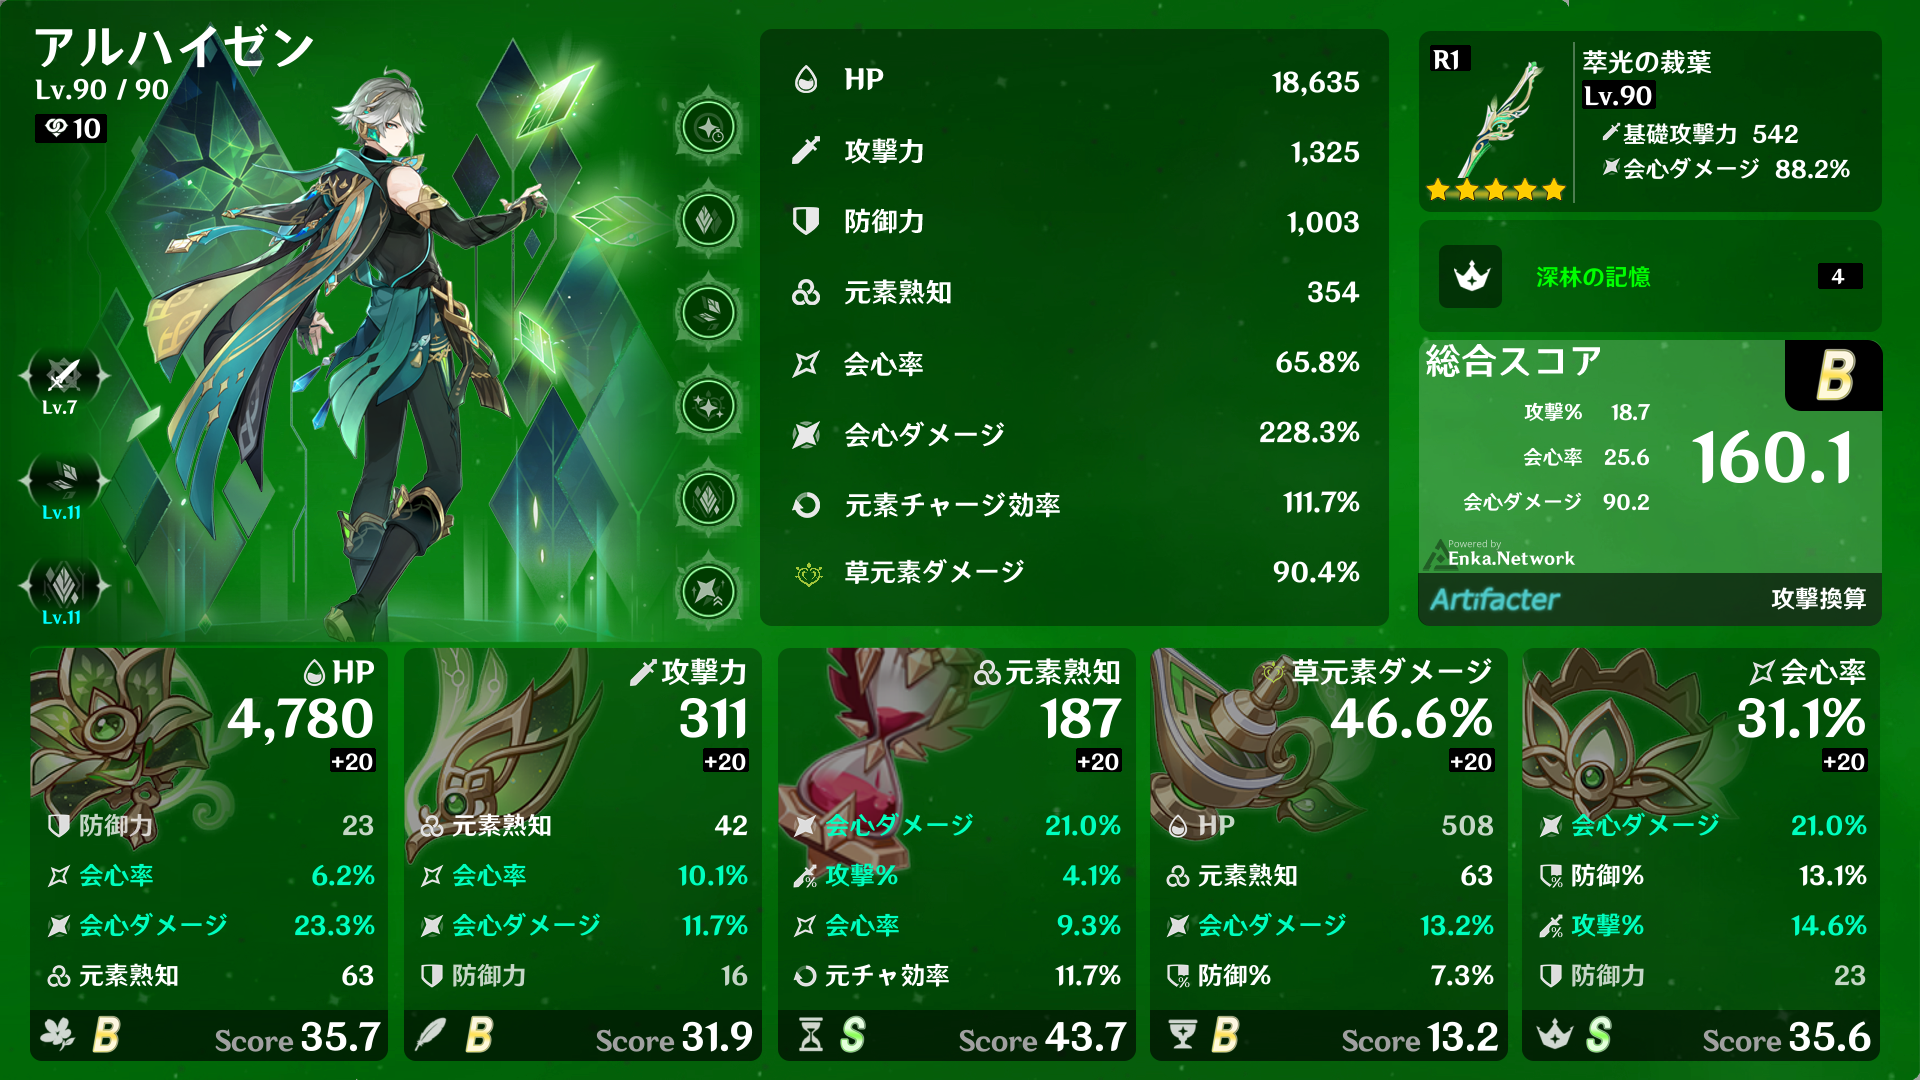 アルハイゼン
Lv.90 / 90
10
Lv.7
Lv.11
Lv.11
HP 18,635
攻撃力 1,325
防御力 1,003
元素熟知 354
会心率 65.8%
会心ダメージ 228.3%
元素チャージ効率 111.7%
草元素ダメージ 90.4%
R1
萃光の裁葉
Lv.90
基礎攻撃力 542
会心ダメージ 88.2%
深林の記憶 4
総合スコア B
攻撃% 18.7
会心率 25.6
会心ダメージ 90.2
160.1
Powered by
Enka.Network
Artifacter 攻撃換算
HP
4,780
+20
防御力 23
会心率 6.2%
会心ダメージ 23.3%
元素熟知 63
B Score 35.7
攻撃力
311
+20
元素熟知 42
会心率 10.1%
会心ダメージ 11.7%
防御力 16
B Score 31.9
元素熟知
187
+20
会心ダメージ 21.0%
攻撃% 4.1%
会心率 9.3%
元チャ効率 11.7%
S Score 43.7
草元素ダメージ
46.6%
+20
HP 508
元素熟知 63
会心ダメージ 13.2%
防御% 7.3%
B Score 13.2
会心率
31.1%
+20
会心ダメージ 21.0%
防御% 13.1%
攻撃% 14.6%
防御力 23
S Score 35.6